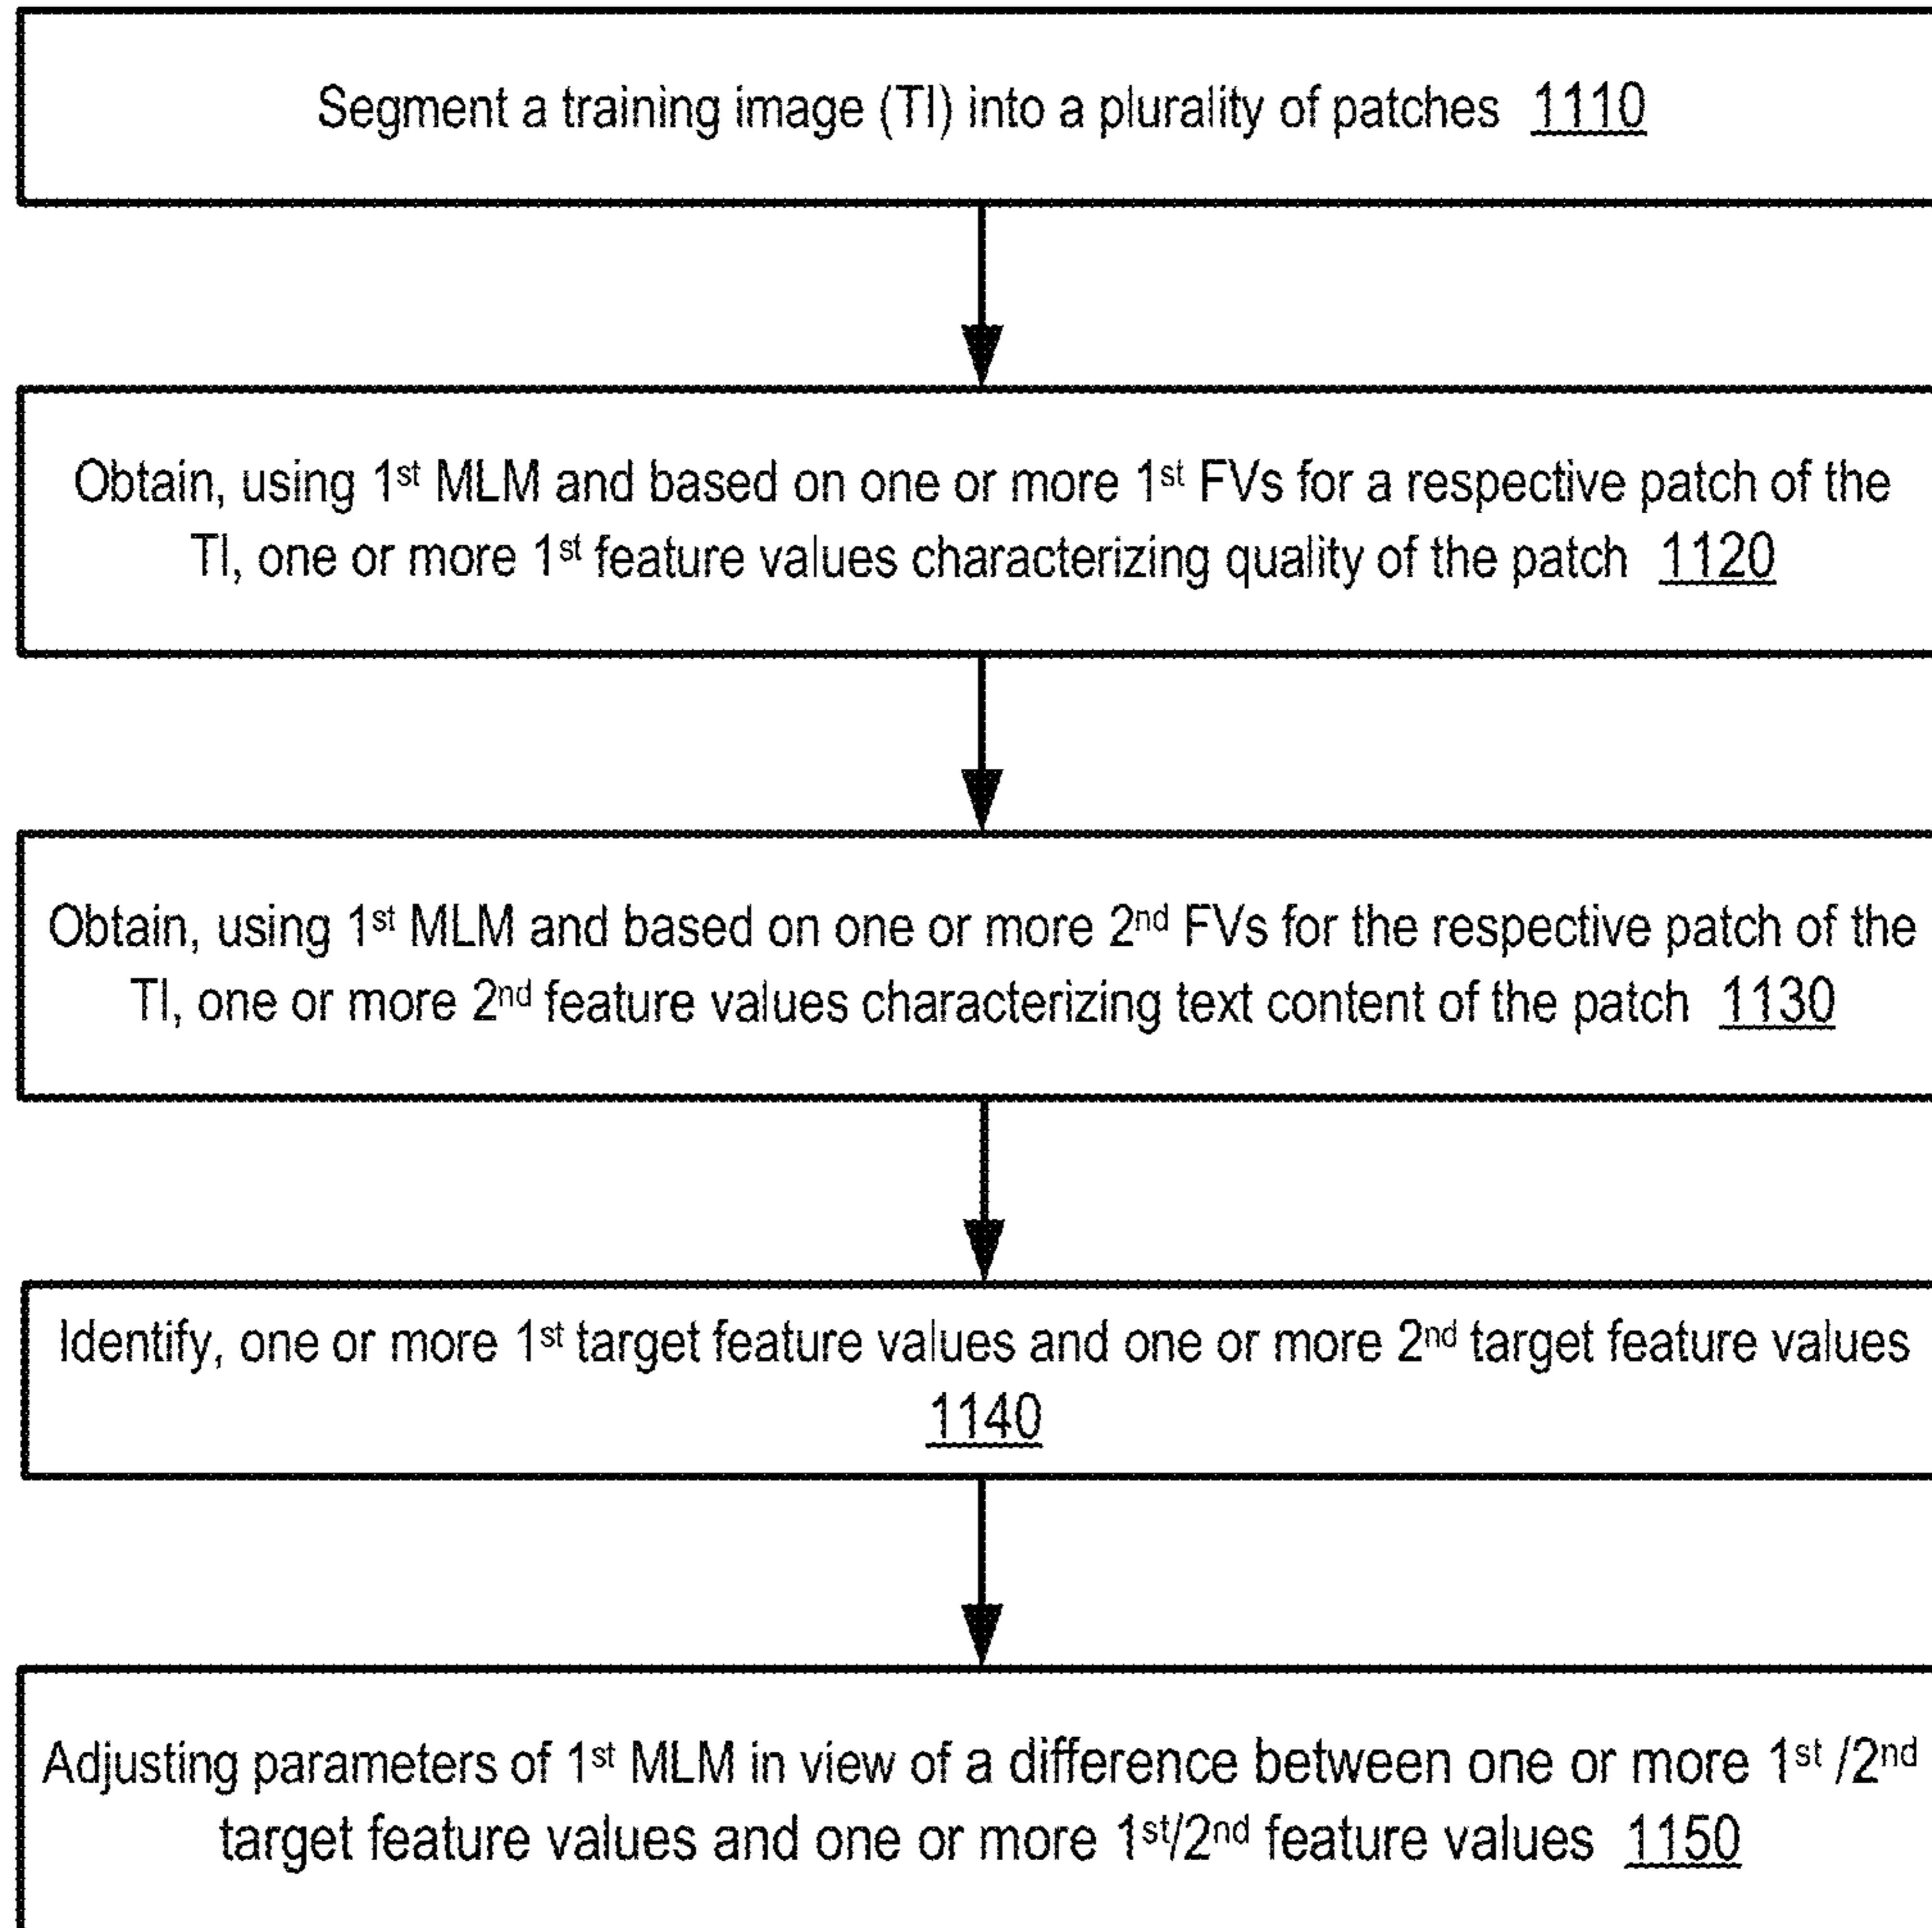 Segment a training image (TI) into a plurality of patches 1110
Obtain, using 1st MLM and based on one or more 1st FVs for a respective patch of the
TI, one or more 1st feature values characterizing quality of the patch 1120
Obtain, using 1st MLM and based on one or more 2nd FVs for the respective patch of the
TI, one or more 2nd feature values characterizing text content of the patch 1130
Identify, one or more 1st target feature values and one or more 2nd target feature values
1140
Adjusting parameters of 1st MLM in view of a difference between one or more 1st /2nd
target feature values and one or more 1st/2nd feature values 1150